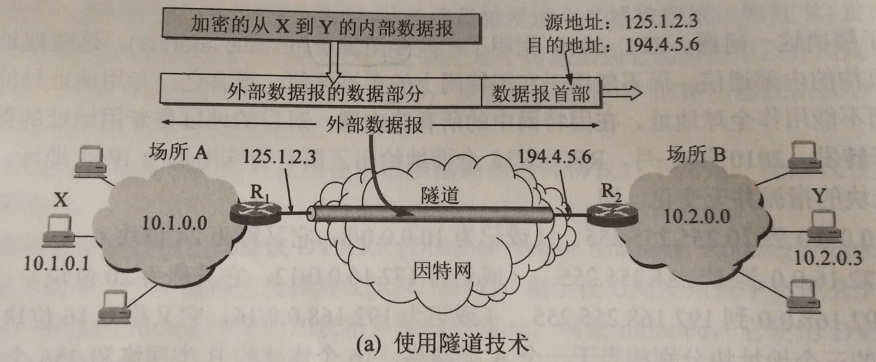 加密的从 X 到 Y 的内部数据报
源地址：125.1.2.3
目的地址：194.4.5.6
外部数据报的数据部分
数据报首部
外部数据报
场所 A
125.1.2.3
194.4.5.6
场所 B
X
R1
隧道
R2
Y
10.1.0.0
10.2.0.0
10.1.0.1
因特网
10.2.0.3
(a) 使用隧道技术